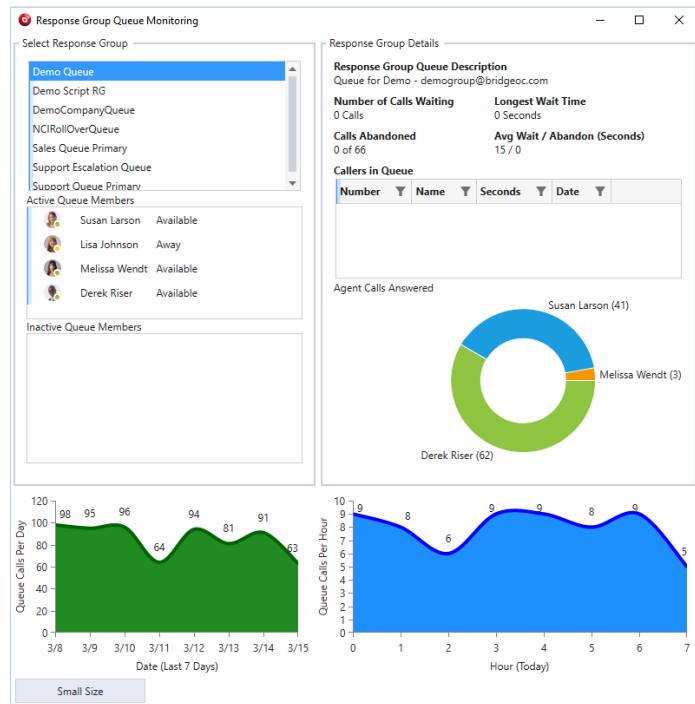 Response Group Queue Monitoring
Select Response Group
Demo Queue
Demo Script RG
DemoCompanyQueue
NCIRollOverQueue
Sales Queue Primary
Support Escalation Queue
Support Queue Primary
Active Queue Members
Susan Larson Available
Lisa Johnson Away
Melissa Wendt Available
Derek Riser Available
Inactive Queue Members
Response Group Details
Response Group Queue Description
Queue for Demo - demogroup@bridgeoc.com
Number of Calls Waiting Longest Wait Time
0 Calls 0 Seconds
Calls Abandoned Avg Wait / Abandon (Seconds)
0 of 66 15 / 0
Callers in Queue
Number Name Seconds Date
Agent Calls Answered
Susan Larson (41)
Melissa Wendt (3)
Derek Riser (62)
Queue Calls Per Day
120
100
80
60
40
20
0
98 95 96 64 94 81 91 63
3/8 3/9 3/10 3/11 3/12 3/13 3/14 3/15
Date (Last 7 Days)
Queue Calls Per Hour
10
9
8
7
6
5
4
3
2
1
0
9 8 6 9 9 8 9 5
0 1 2 3 4 5 6 7
Hour (Today)
Small Size